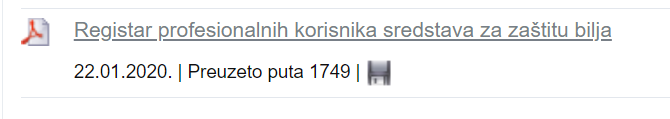 Registar profesionalnih korisnika sredstava za zaštitu bilja
22.01.2020. | Preuzeto puta 1749 |